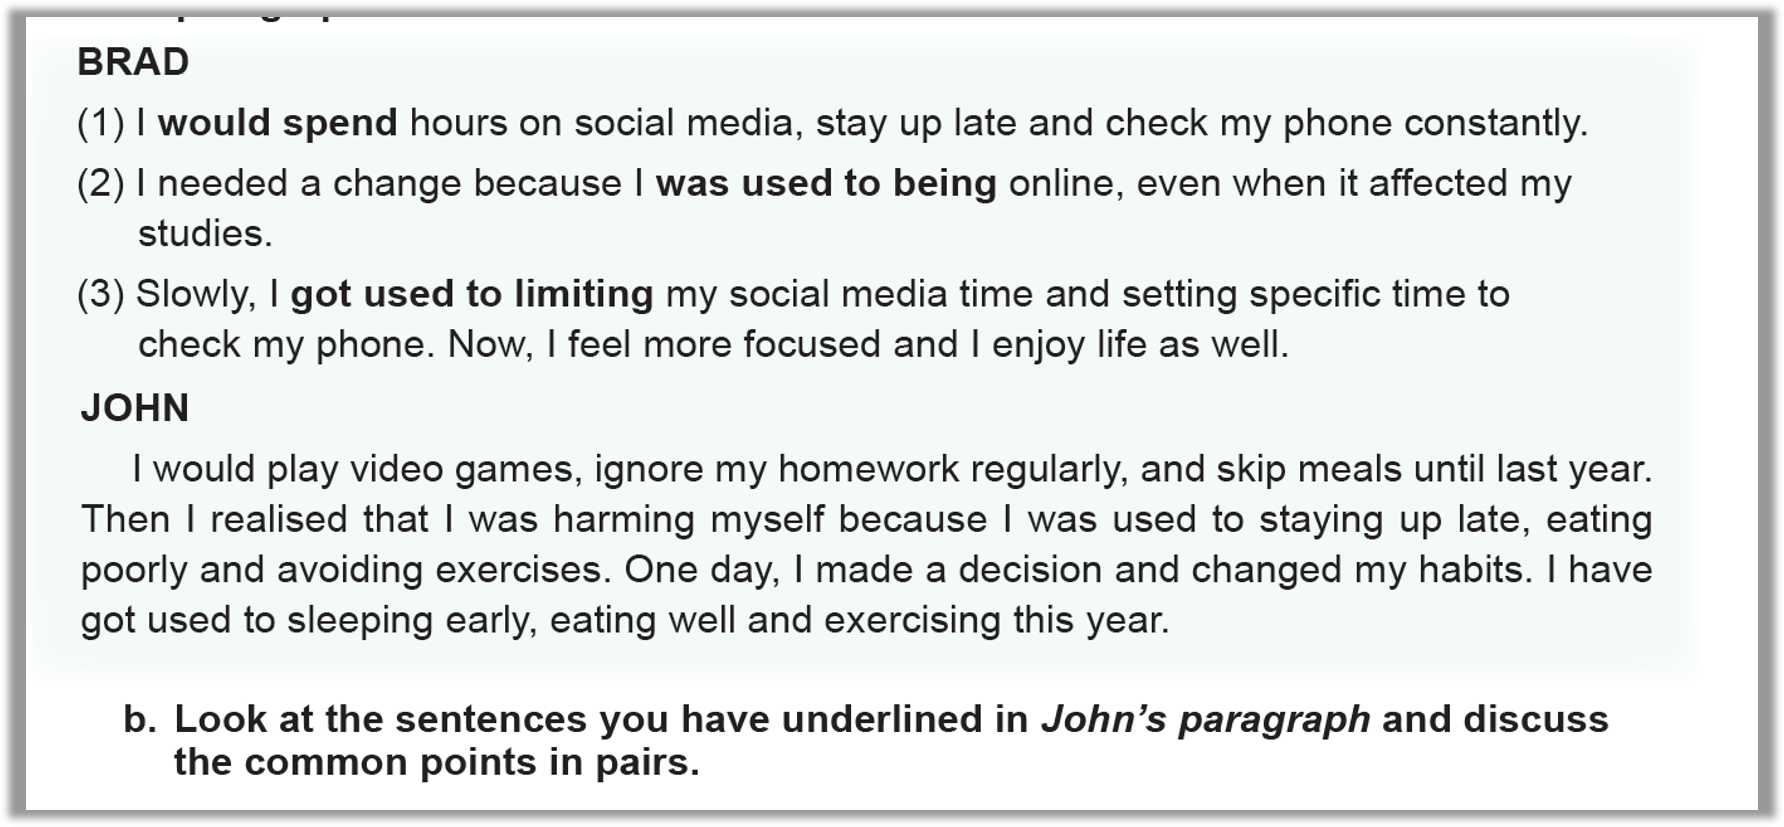 BRAD
(1) I would spend hours on social media, stay up late and check my phone constantly.
(2) I needed a change because I was used to being online, even when it affected my
studies.
(3) Slowly, I got used to limiting my social media time and setting specific time to
check my phone. Now, I feel more focused and I enjoy life as well.
JOHN
I would play video games, ignore my homework regularly, and skip meals until last year.
Then I realised that I was harming myself because I was used to staying up late, eating
poorly and avoiding exercises. One day, I made a decision and changed my habits. I have
got used to sleeping early, eating well and exercising this year.
b. Look at the sentences you have underlined in John’s paragraph and discuss
the common points in pairs.